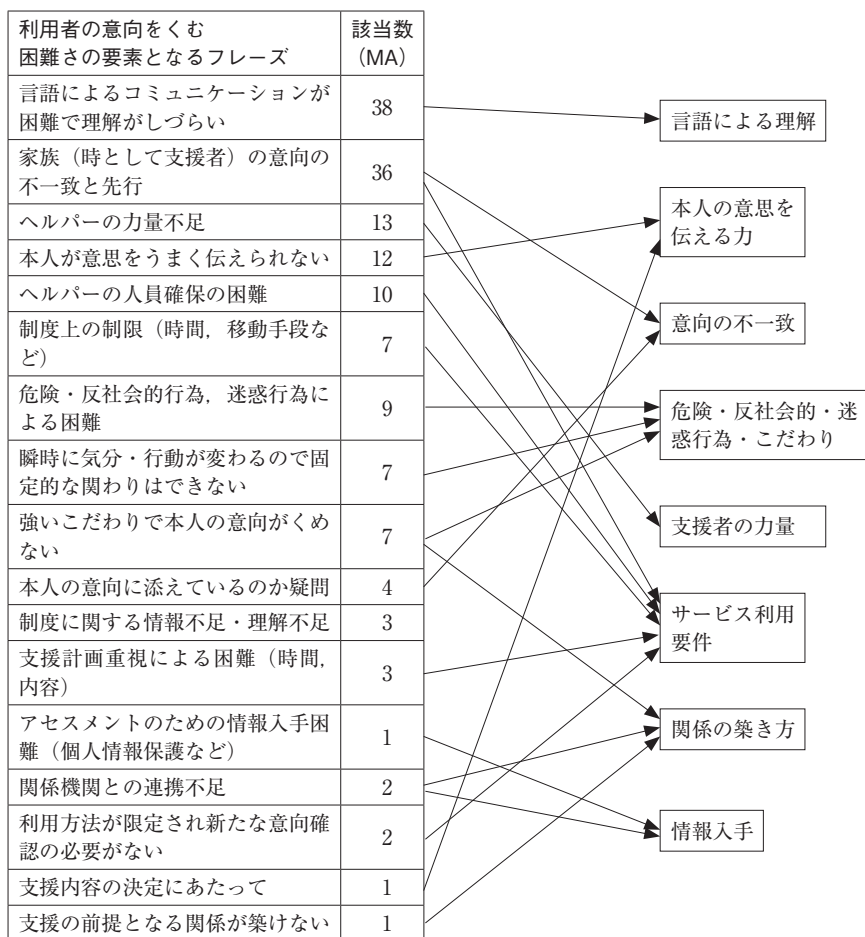 利用者の意向をくむ
困難さの要素となるフレーズ
該当数
(MA)
言語によるコミュニケーションが
困難で理解がしづらい
38
家族（時として支援者）の意向の
不一致と先行
36
ヘルパーの力量不足
13
本人が意思をうまく伝えられない
12
ヘルパーの人員確保の困難
10
制度上の制限（時間，移動手段な
ど）
7
危険・反社会的行為，迷惑行為に
よる困難
9
瞬時に気分・行動が変わるので固
定的な関わりはできない
7
強いこだわりで本人の意向がくめ
ない
7
本人の意向に添えているのか疑問
4
制度に関する情報不足・理解不足
3
支援計画重視による困難（時間，
内容）
3
アセスメントのための情報入手困
難（個人情報保護など）
1
関係機関との連携不足
2
利用方法が限定され新たな意向確
認の必要がない
2
支援内容の決定にあたって
1
支援の前提となる関係が築けない
1
言語による理解
本人の意思を
伝える力
意向の不一致
危険・反社会的・迷
惑行為・こだわり
支援者の力量
サービス利用
要件
関係の築き方
情報入手